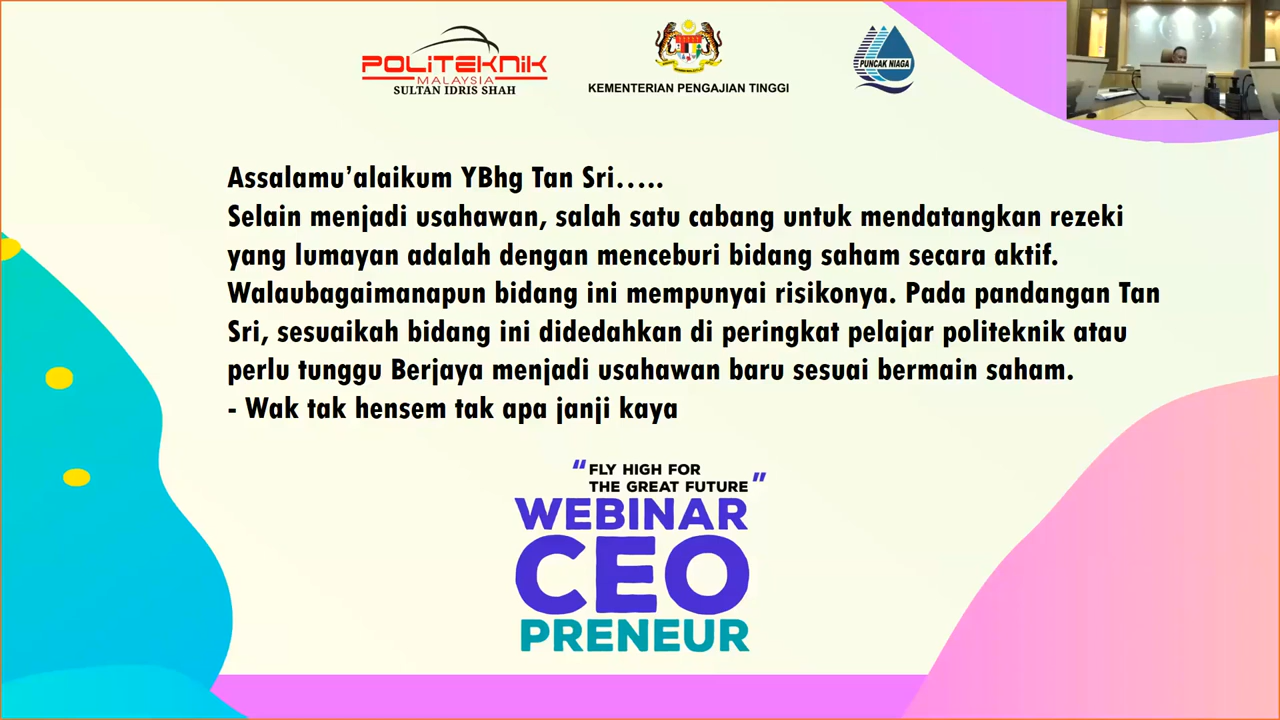 POLITEKNIK
MALAYSIA
SULTAN IDRIS SHAH
KEMENTERIAN PENGAJIAN TINGGI
PUNCAK NIAGA
Assalamu’alaikum YBhg Tan Sri…..
Selain menjadi usahawan, salah satu cabang untuk mendatangkan rezeki
yang lumayan adalah dengan menceburi bidang saham secara aktif.
Walaubagaimanapun bidang ini mempunyai risikonya. Pada pandangan Tan
Sri, sesuaikah bidang ini didedahkan di peringkat pelajar politeknik atau
perlu tunggu Berjaya menjadi usahawan baru sesuai bermain saham.
- Wak tak hensem tak apa janji kaya
“FLY HIGH FOR
THE GREAT FUTURE”
WEBINAR
CEO
PRENEUR